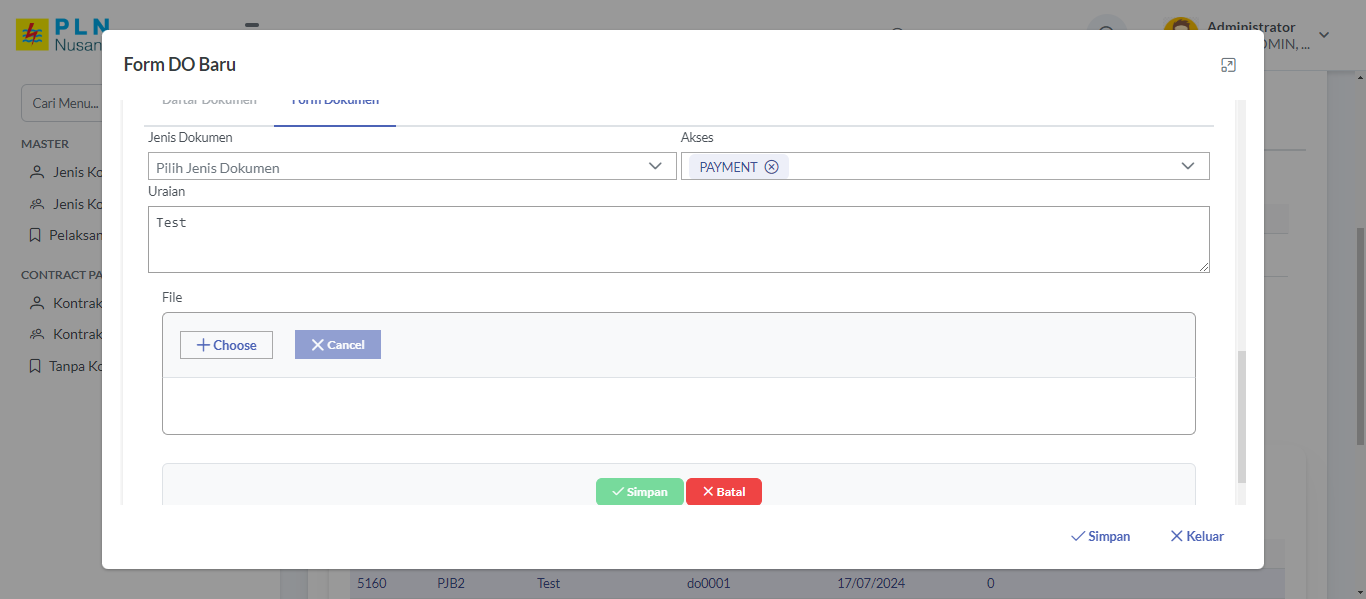 PLN
Nusan
Administrator
DMIN, ...
Form DO Baru
Cari Menu...
Daftar Dokumen
Form Dokumen
MASTER
Jenis Ko
Jenis Ko
Pelaksan
CONTRACT PA
Kontrak
Kontrak
Tanpa Ko
Jenis Dokumen
Akses
Pilih Jenis Dokumen
PAYMENT
Uraian
Test
File
Choose
Cancel
Simpan
Batal
Simpan
Keluar
5160 PJB2 Test do0001 17/07/2024 0